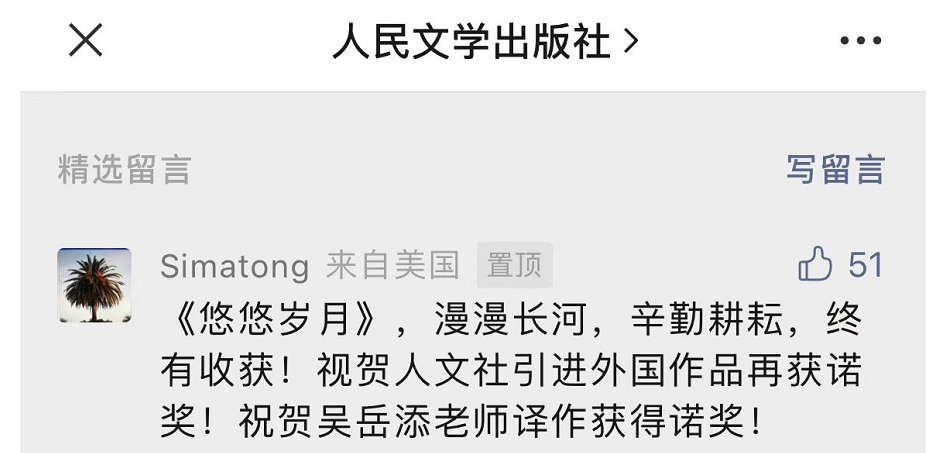 人民文学出版社
精选留言 写留言
Simatong 来自美国 置顶 51
《悠悠岁月》，漫漫长河，辛勤耕耘，终
有收获！视贺人文社引进外国作品再获诺
奖！祝贺吴岳添老师译作获得诺奖！